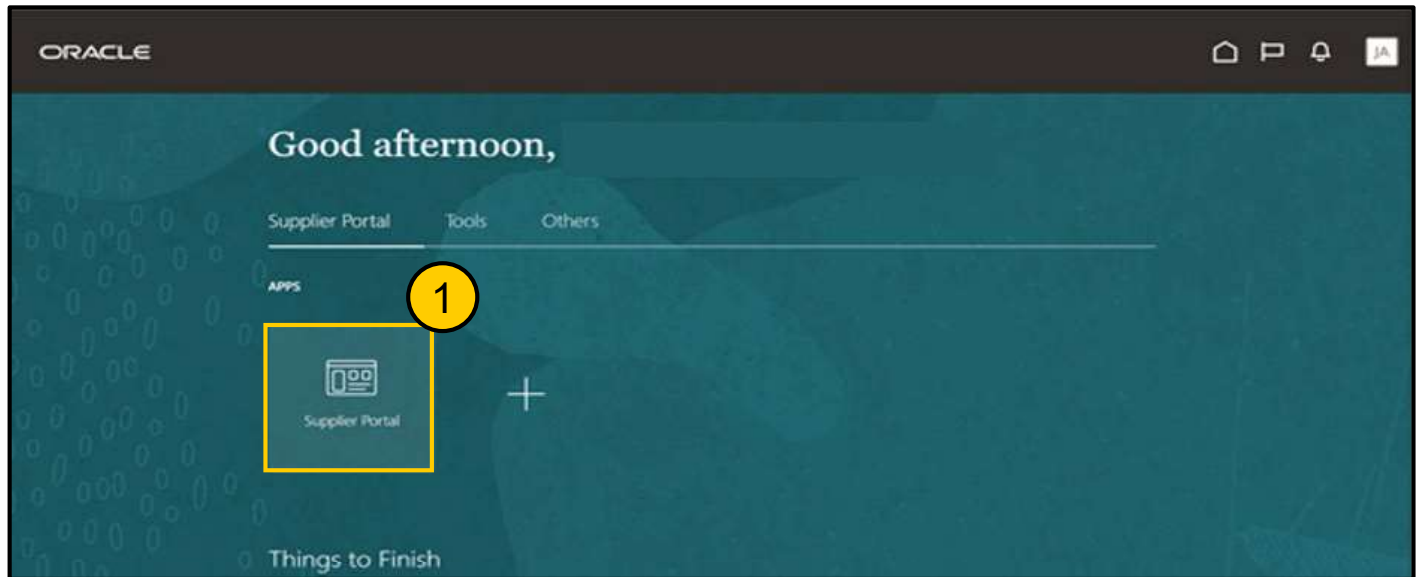 ORACLE
JA
Good afternoon,
Supplier Portal Tools Others
APPS
1
Supplier Portal
Things to Finish